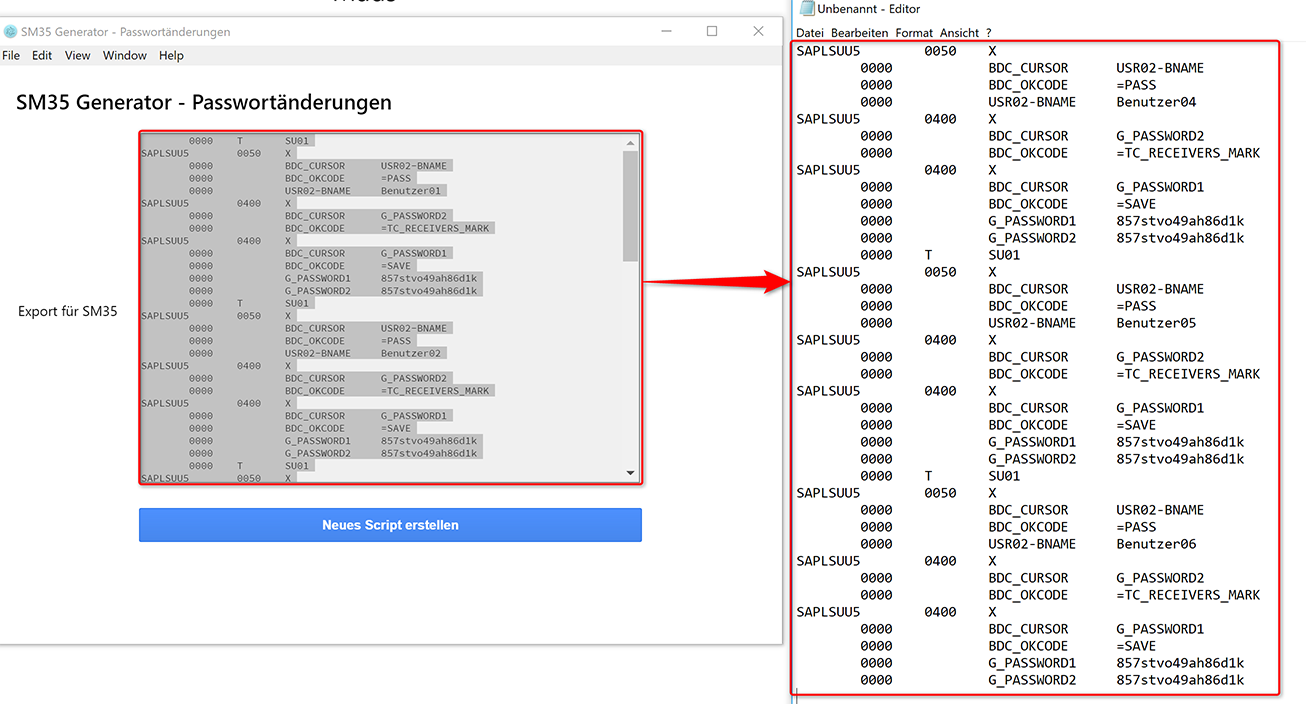 SM35 Generator - Passwortänderungen
File Edit View Window Help
SM35 Generator - Passwortänderungen
Export für SM35
0000 T SU01
SAPLSUU5 0050 X
0000 BDC_CURSOR USR02-BNAME
0000 BDC_OKCODE =PASS
0000 USR02-BNAME Benutzer01
SAPLSUU5 0400 X
0000 BDC_CURSOR G_PASSWORD2
0000 BDC_OKCODE =TC_RECEIVERS_MARK
SAPLSUU5 0400 X
0000 BDC_CURSOR G_PASSWORD1
0000 BDC_OKCODE =SAVE
0000 G_PASSWORD1 857stvo49ah86d1k
0000 G_PASSWORD2 857stvo49ah86d1k
0000 T SU01
SAPLSUU5 0050 X
0000 BDC_CURSOR USR02-BNAME
0000 BDC_OKCODE =PASS
0000 USR02-BNAME Benutzer02
SAPLSUU5 0400 X
0000 BDC_CURSOR G_PASSWORD2
0000 BDC_OKCODE =TC_RECEIVERS_MARK
SAPLSUU5 0400 X
0000 BDC_CURSOR G_PASSWORD1
0000 BDC_OKCODE =SAVE
0000 G_PASSWORD1 857stvo49ah86d1k
0000 G_PASSWORD2 857stvo49ah86d1k
0000 T SU01
SAPLSUU5 0050 X
Neues Script erstellen
Unbenannt - Editor
Datei Bearbeiten Format Ansicht ?
SAPLSUU5 0050 X
0000 BDC_CURSOR USR02-BNAME
0000 BDC_OKCODE =PASS
0000 USR02-BNAME Benutzer04
SAPLSUU5 0400 X
0000 BDC_CURSOR G_PASSWORD2
0000 BDC_OKCODE =TC_RECEIVERS_MARK
SAPLSUU5 0400 X
0000 BDC_CURSOR G_PASSWORD1
0000 BDC_OKCODE =SAVE
0000 G_PASSWORD1 857stvo49ah86d1k
0000 G_PASSWORD2 857stvo49ah86d1k
0000 T SU01
SAPLSUU5 0050 X
0000 BDC_CURSOR USR02-BNAME
0000 BDC_OKCODE =PASS
0000 USR02-BNAME Benutzer05
SAPLSUU5 0400 X
0000 BDC_CURSOR G_PASSWORD2
0000 BDC_OKCODE =TC_RECEIVERS_MARK
SAPLSUU5 0400 X
0000 BDC_CURSOR G_PASSWORD1
0000 BDC_OKCODE =SAVE
0000 G_PASSWORD1 857stvo49ah86d1k
0000 G_PASSWORD2 857stvo49ah86d1k
0000 T SU01
SAPLSUU5 0050 X
0000 BDC_CURSOR USR02-BNAME
0000 BDC_OKCODE =PASS
0000 USR02-BNAME Benutzer06
SAPLSUU5 0400 X
0000 BDC_CURSOR G_PASSWORD2
0000 BDC_OKCODE =TC_RECEIVERS_MARK
SAPLSUU5 0400 X
0000 BDC_CURSOR G_PASSWORD1
0000 BDC_OKCODE =SAVE
0000 G_PASSWORD1 857stvo49ah86d1k
0000 G_PASSWORD2 857stvo49ah86d1k